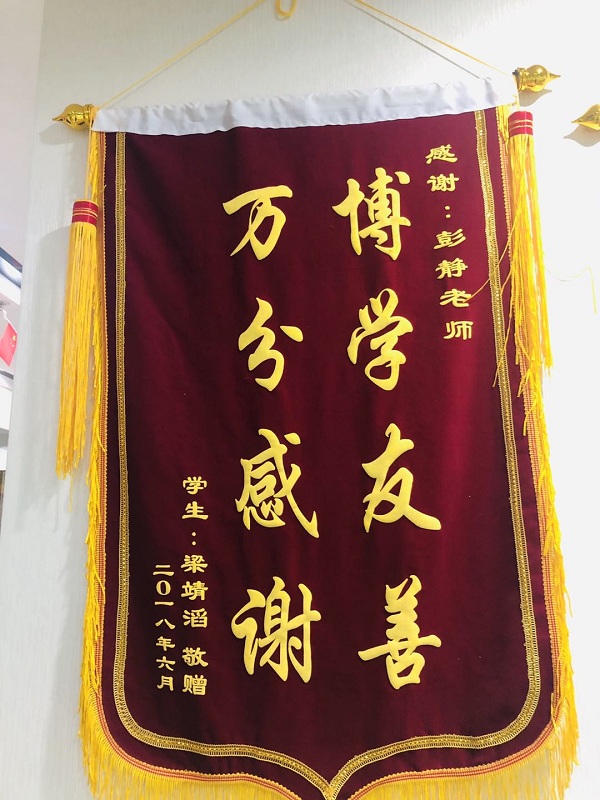 感谢：彭静老师
博学友善
万分感谢
学生：梁靖滔 敬赠
二〇一八年六月